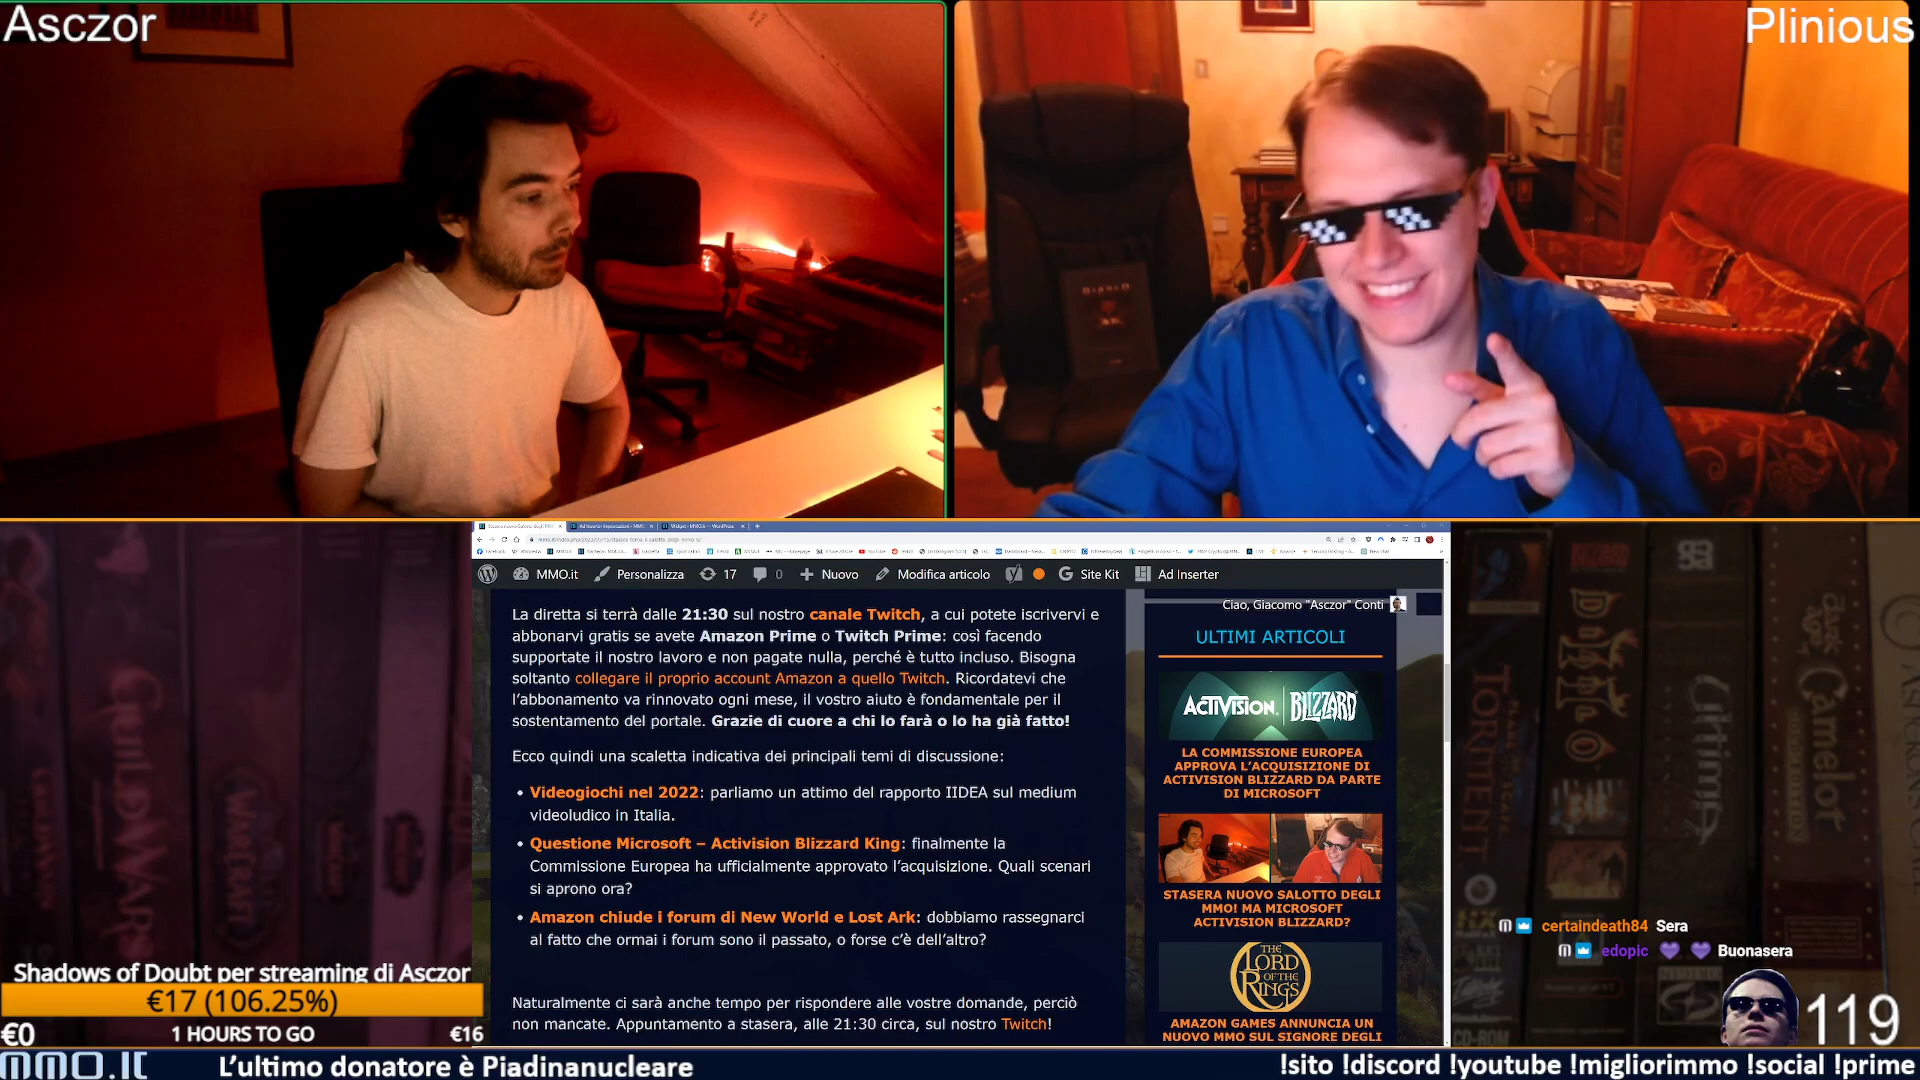 Asczor
Plinious
DIABLO
MMO.it
Personalizza
17
0
Nuovo
Modifica articolo
Site Kit
Ad Inserter
Ciao, Giacomo "Asczor" Conti
La diretta si terrà dalle 21:30 sul nostro canale Twitch, a cui potete iscrivervi e
abbonarvi gratis se avete Amazon Prime o Twitch Prime: così facendo
supportate il nostro lavoro e non pagate nulla, perché è tutto incluso. Bisogna
soltanto collegare il proprio account Amazon a quello Twitch. Ricordatevi che
l'abbonamento va rinnovato ogni mese, il vostro aiuto è fondamentale per il
sostentamento del portale. Grazie di cuore a chi lo farà o lo ha già fatto!
Ecco quindi una scaletta indicativa dei principali temi di discussione:
• Videogiochi nel 2022: parliamo un attimo del rapporto IIDEA sul medium
videoludico in Italia.
• Questione Microsoft – Activision Blizzard King: finalmente la
Commissione Europea ha ufficialmente approvato l'acquisizione. Quali scenari
si aprono ora?
• Amazon chiude i forum di New World e Lost Ark: dobbiamo rassegnarci
al fatto che ormai i forum sono il passato, o forse c'è dell'altro?
Naturalmente ci sarà anche tempo per rispondere alle vostre domande, perciò
non mancate. Appuntamento a stasera, alle 21:30 circa, sul nostro Twitch!
ULTIMI ARTICOLI
ACTIVISION. BLIZZARD
LA COMMISSIONE EUROPEA
APPROVA L'ACQUISIZIONE DI
ACTIVISION BLIZZARD DA PARTE
DI MICROSOFT
STASERA NUOVO SALOTTO DEGLI
MMO! MA MICROSOFT
ACTIVISION BLIZZARD?
THE
LORD
OF THE
RINGS
AMAZON GAMES ANNUNCIA UN
NUOVO MMO SUL SIGNORE DEGLI
GUILDWARS
WARCRAFT
TORMENT
DIABLO
Ultima
Camelot
CD-ROM
certaindeath84 Sera
edopic Buonasera
119
Shadows of Doubt per streaming di Asczor
€17 (106.25%)
€0
1 HOURS TO GO
€16
MMO.it
L'ultimo donatore è Piadinanucleare
!sito !discord !youtube !migliorimmo !social !prime